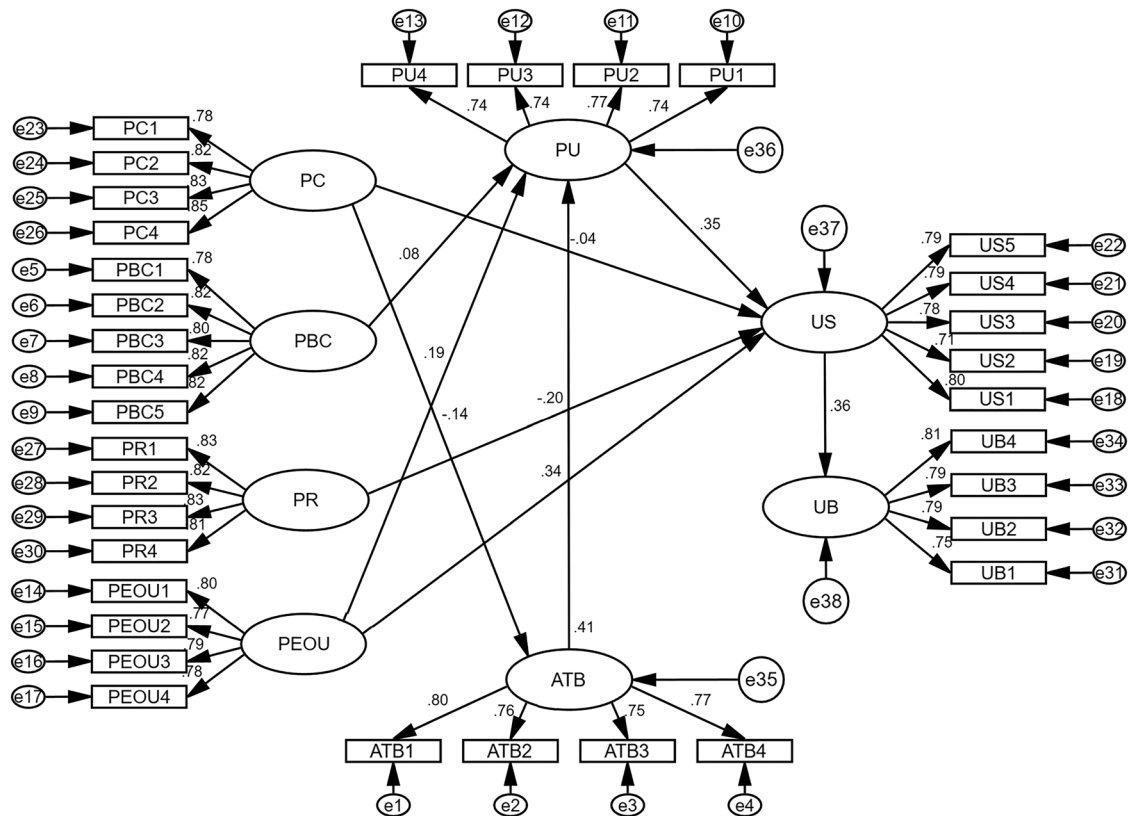 e13 e12 e11 e10
PU4 PU3 PU2 PU1
.74 .74 .77 .74
PU
e36
e23 PC1 .78
e24 PC2 .82
e25 PC3 .83
e26 PC4 .85
PC
e5 PBC1 .78
e6 PBC2 .82
e7 PBC3 .80
e8 PBC4 .82
e9 PBC5 .82
PBC
e27 PR1 .83
e28 PR2 .82
e29 PR3 .83
e30 PR4 .81
PR
e14 PEOU1 .80
e15 PEOU2 .77
e16 PEOU3 .79
e17 PEOU4 .78
PEOU
.08
.19
-.14
-.04
-.20
.34
.41
.35
.36
e37
US
.79 US5 e22
.79 US4 e21
.78 US3 e20
.71 US2 e19
.80 US1 e18
UB
e38
.81 UB4 e34
.79 UB3 e33
.79 UB2 e32
.75 UB1 e31
ATB
e35
.80 .76 .75 .77
ATB1 ATB2 ATB3 ATB4
e1 e2 e3 e4